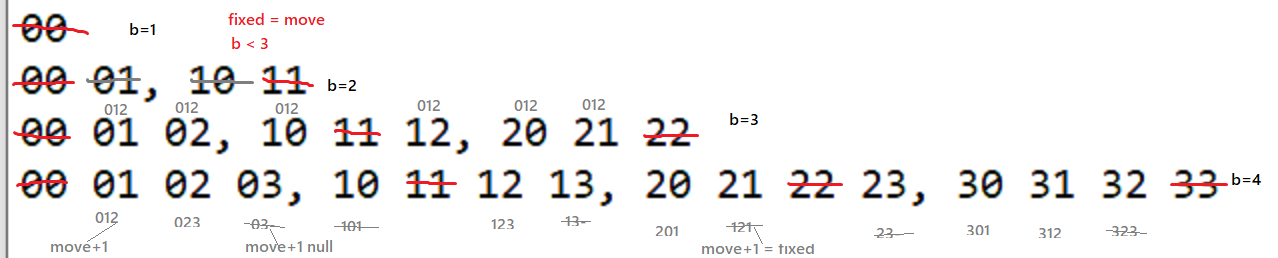 00 b=1 fixed = move
b < 3
00 01, 10 11 b=2
012 012 012 012 012 012
00 01 02, 10 11 12, 20 21 22 b=3
00 01 02 03, 10 11 12 13, 20 21 22 23, 30 31 32 33 b=4
012 023 03- 101 123 13- 201 121 23- 301 312 323
move+1 move+1 null move+1 = fixed